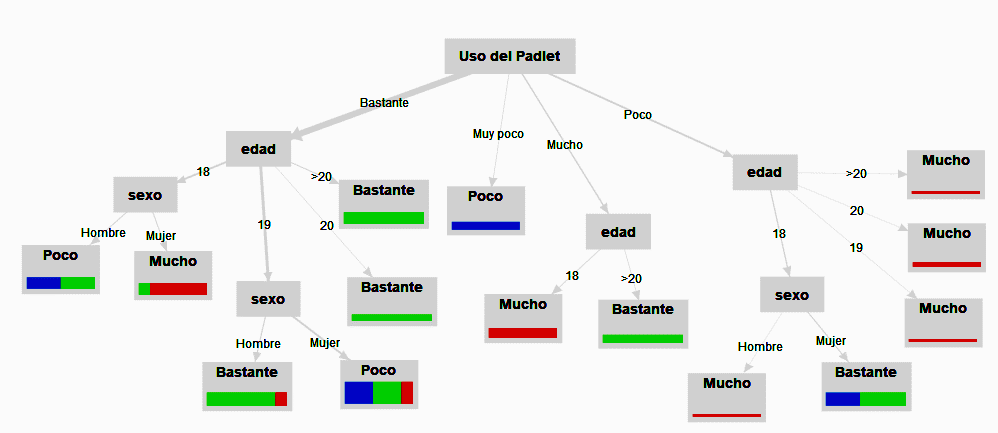 Uso del Padlet
Bastante
Muy poco
Mucho
Poco
edad
18
19
20
>20
sexo
Hombre
Mujer
Poco
Mucho
sexo
Hombre
Mujer
Bastante
Poco
Bastante
Bastante
Poco
edad
18
>20
Mucho
Bastante
edad
>20
20
19
18
Mucho
Mucho
Mucho
sexo
Hombre
Mujer
Mucho
Bastante